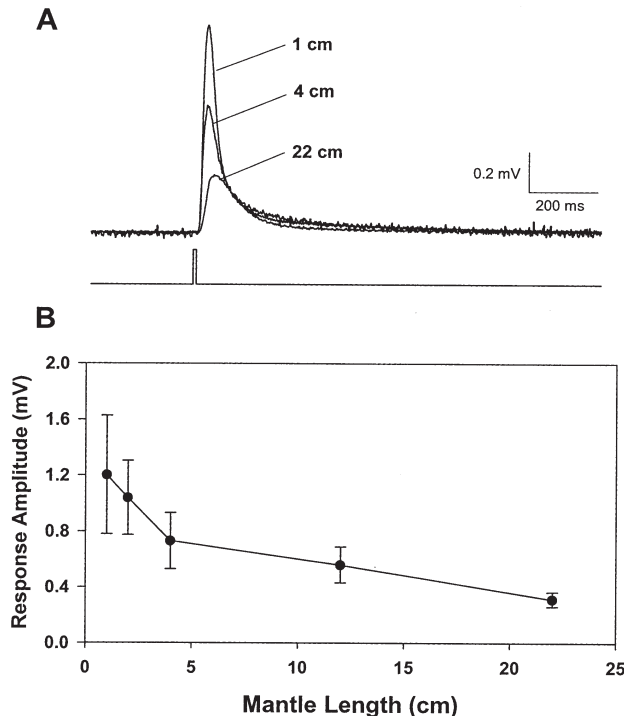 A
1 cm
4 cm
22 cm
0.2 mV
200 ms
B
Response Amplitude (mV)
2.0
1.6
1.2
0.8
0.4
0.0
0
5
10
15
20
25
Mantle Length (cm)